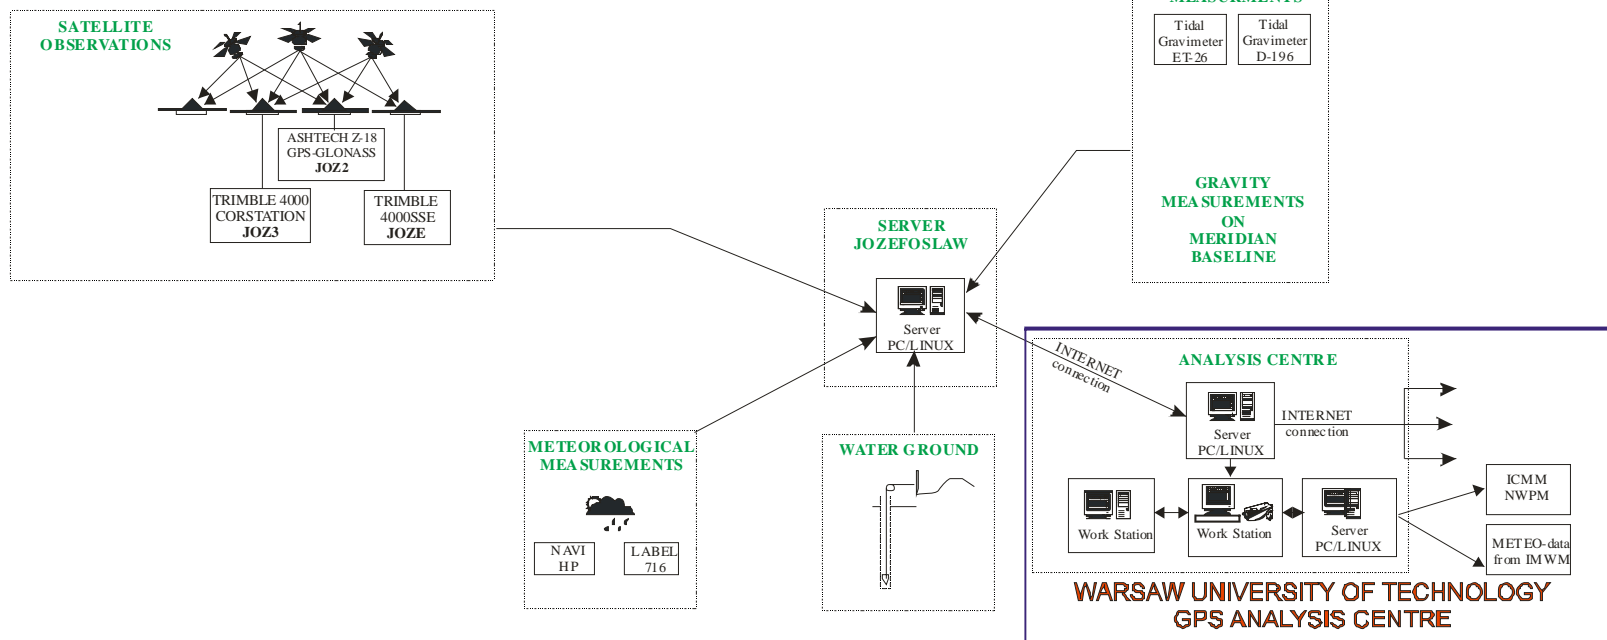 SATELLITE
OBSERVATIONS
ASHTECH Z-18
GPS-GLONASS
JOZ2
TRIMBLE 4000
CORSTATION
JOZ3
TRIMBLE
4000SSE
JOZE
MEASURMENTS
Tidal
Gravimeter
ET-26
Tidal
Gravimeter
D-196
GRAVITY
MEASUREMENTS
ON
MERIDIAN
BASELINE
SERVER
JOZEFOSLAW
Server
PC/LINUX
METEOROLOGICAL
MEASUREMENTS
NAVI
HP
LABEL
716
WATER GROUND
INTERNET
connection
ANALYSIS CENTRE
Server
PC/LINUX
INTERNET
connection
Work Station
Work Station
Server
PC/LINUX
ICMM
NWPM
METEO-data
from IMWM
WARSAW UNIVERSITY OF TECHNOLOGY
GPS ANALYSIS CENTRE